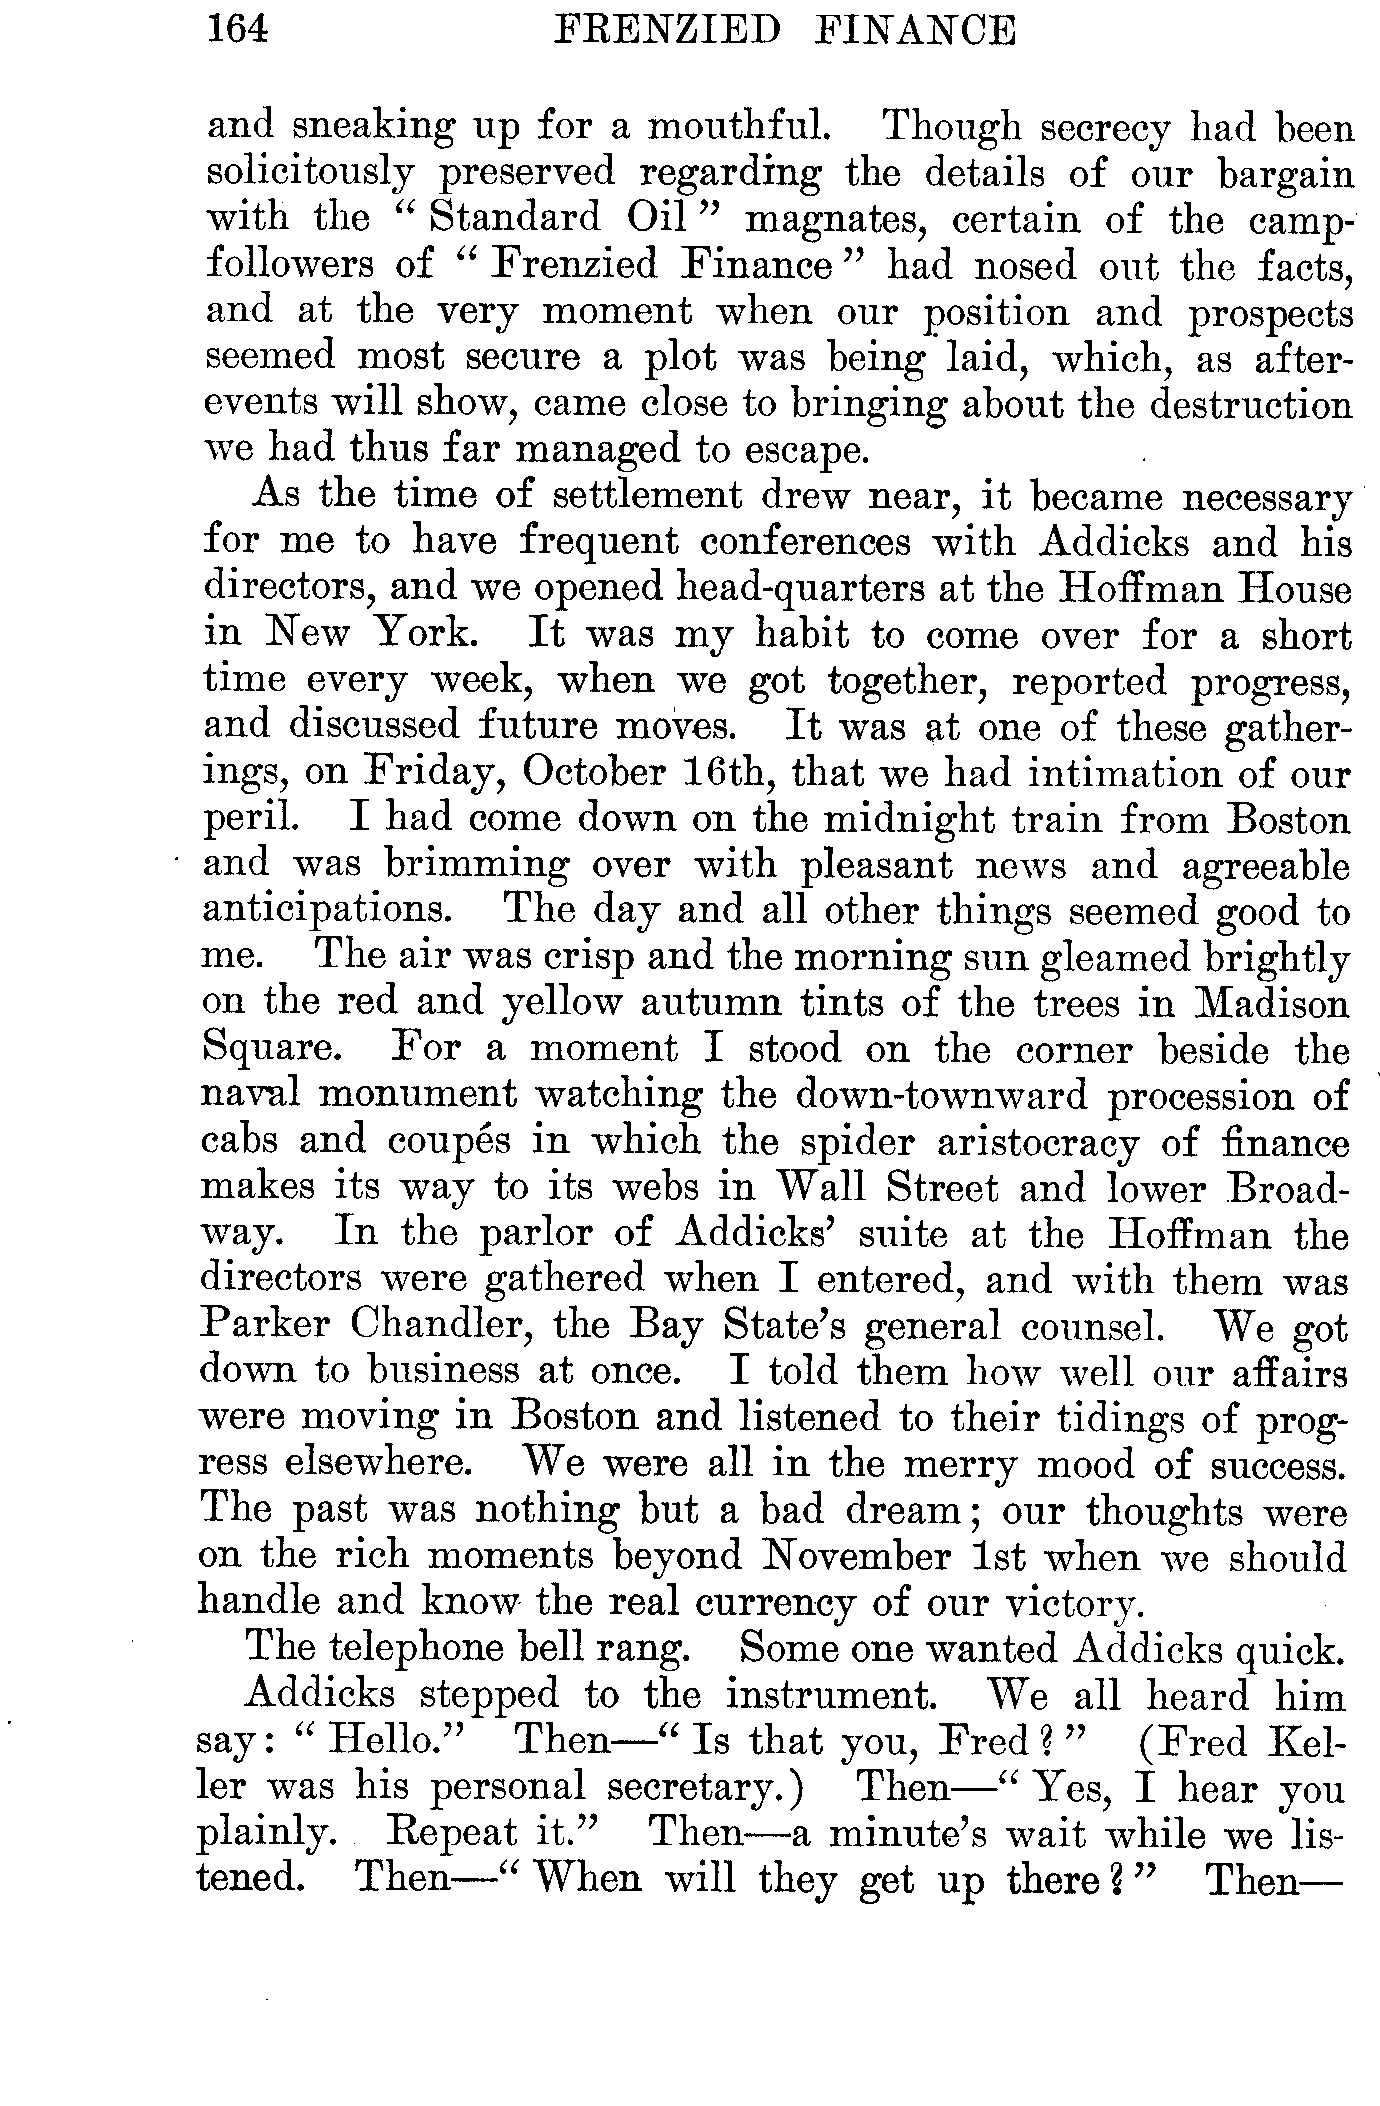 164 FRENZIED FINANCE
and sneaking up for a mouthful. Though secrecy had been
solicitously preserved regarding the details of our bargain
with the “ Standard Oil ” magnates, certain of the camp-
followers of “ Frenzied Finance ” had nosed out the facts,
and at the very moment when our position and prospects
seemed most secure a plot was being laid, which, as after-
events will show, came close to bringing about the destruction
we had thus far managed to escape.
As the time of settlement drew near, it became necessary
for me to have frequent conferences with Addicks and his
directors, and we opened head-quarters at the Hoffman House
in New York. It was my habit to come over for a short
time every week, when we got together, reported progress,
and discussed future moves. It was at one of these gather-
ings, on Friday, October 16th, that we had intimation of our
peril. I had come down on the midnight train from Boston
and was brimming over with pleasant news and agreeable
anticipations. The day and all other things seemed good to
me. The air was crisp and the morning sun gleamed brightly
on the red and yellow autumn tints of the trees in Madison
Square. For a moment I stood on the corner beside the
naval monument watching the down-townward procession of
cabs and coupés in which the spider aristocracy of finance
makes its way to its webs in Wall Street and lower Broad-
way. In the parlor of Addicks’ suite at the Hoffman the
directors were gathered when I entered, and with them was
Parker Chandler, the Bay State’s general counsel. We got
down to business at once. I told them how well our affairs
were moving in Boston and listened to their tidings of prog-
ress elsewhere. We were all in the merry mood of success.
The past was nothing but a bad dream; our thoughts were
on the rich moments beyond November 1st when we should
handle and know the real currency of our victory.
The telephone bell rang. Some one wanted Addicks quick.
Addicks stepped to the instrument. We all heard him
say: “ Hello.” Then—“ Is that you, Fred? ” (Fred Kel-
ler was his personal secretary.) Then—“ Yes, I hear you
plainly. Repeat it.” Then—a minute’s wait while we lis-
tened. Then—“ When will they get up there? ” Then—